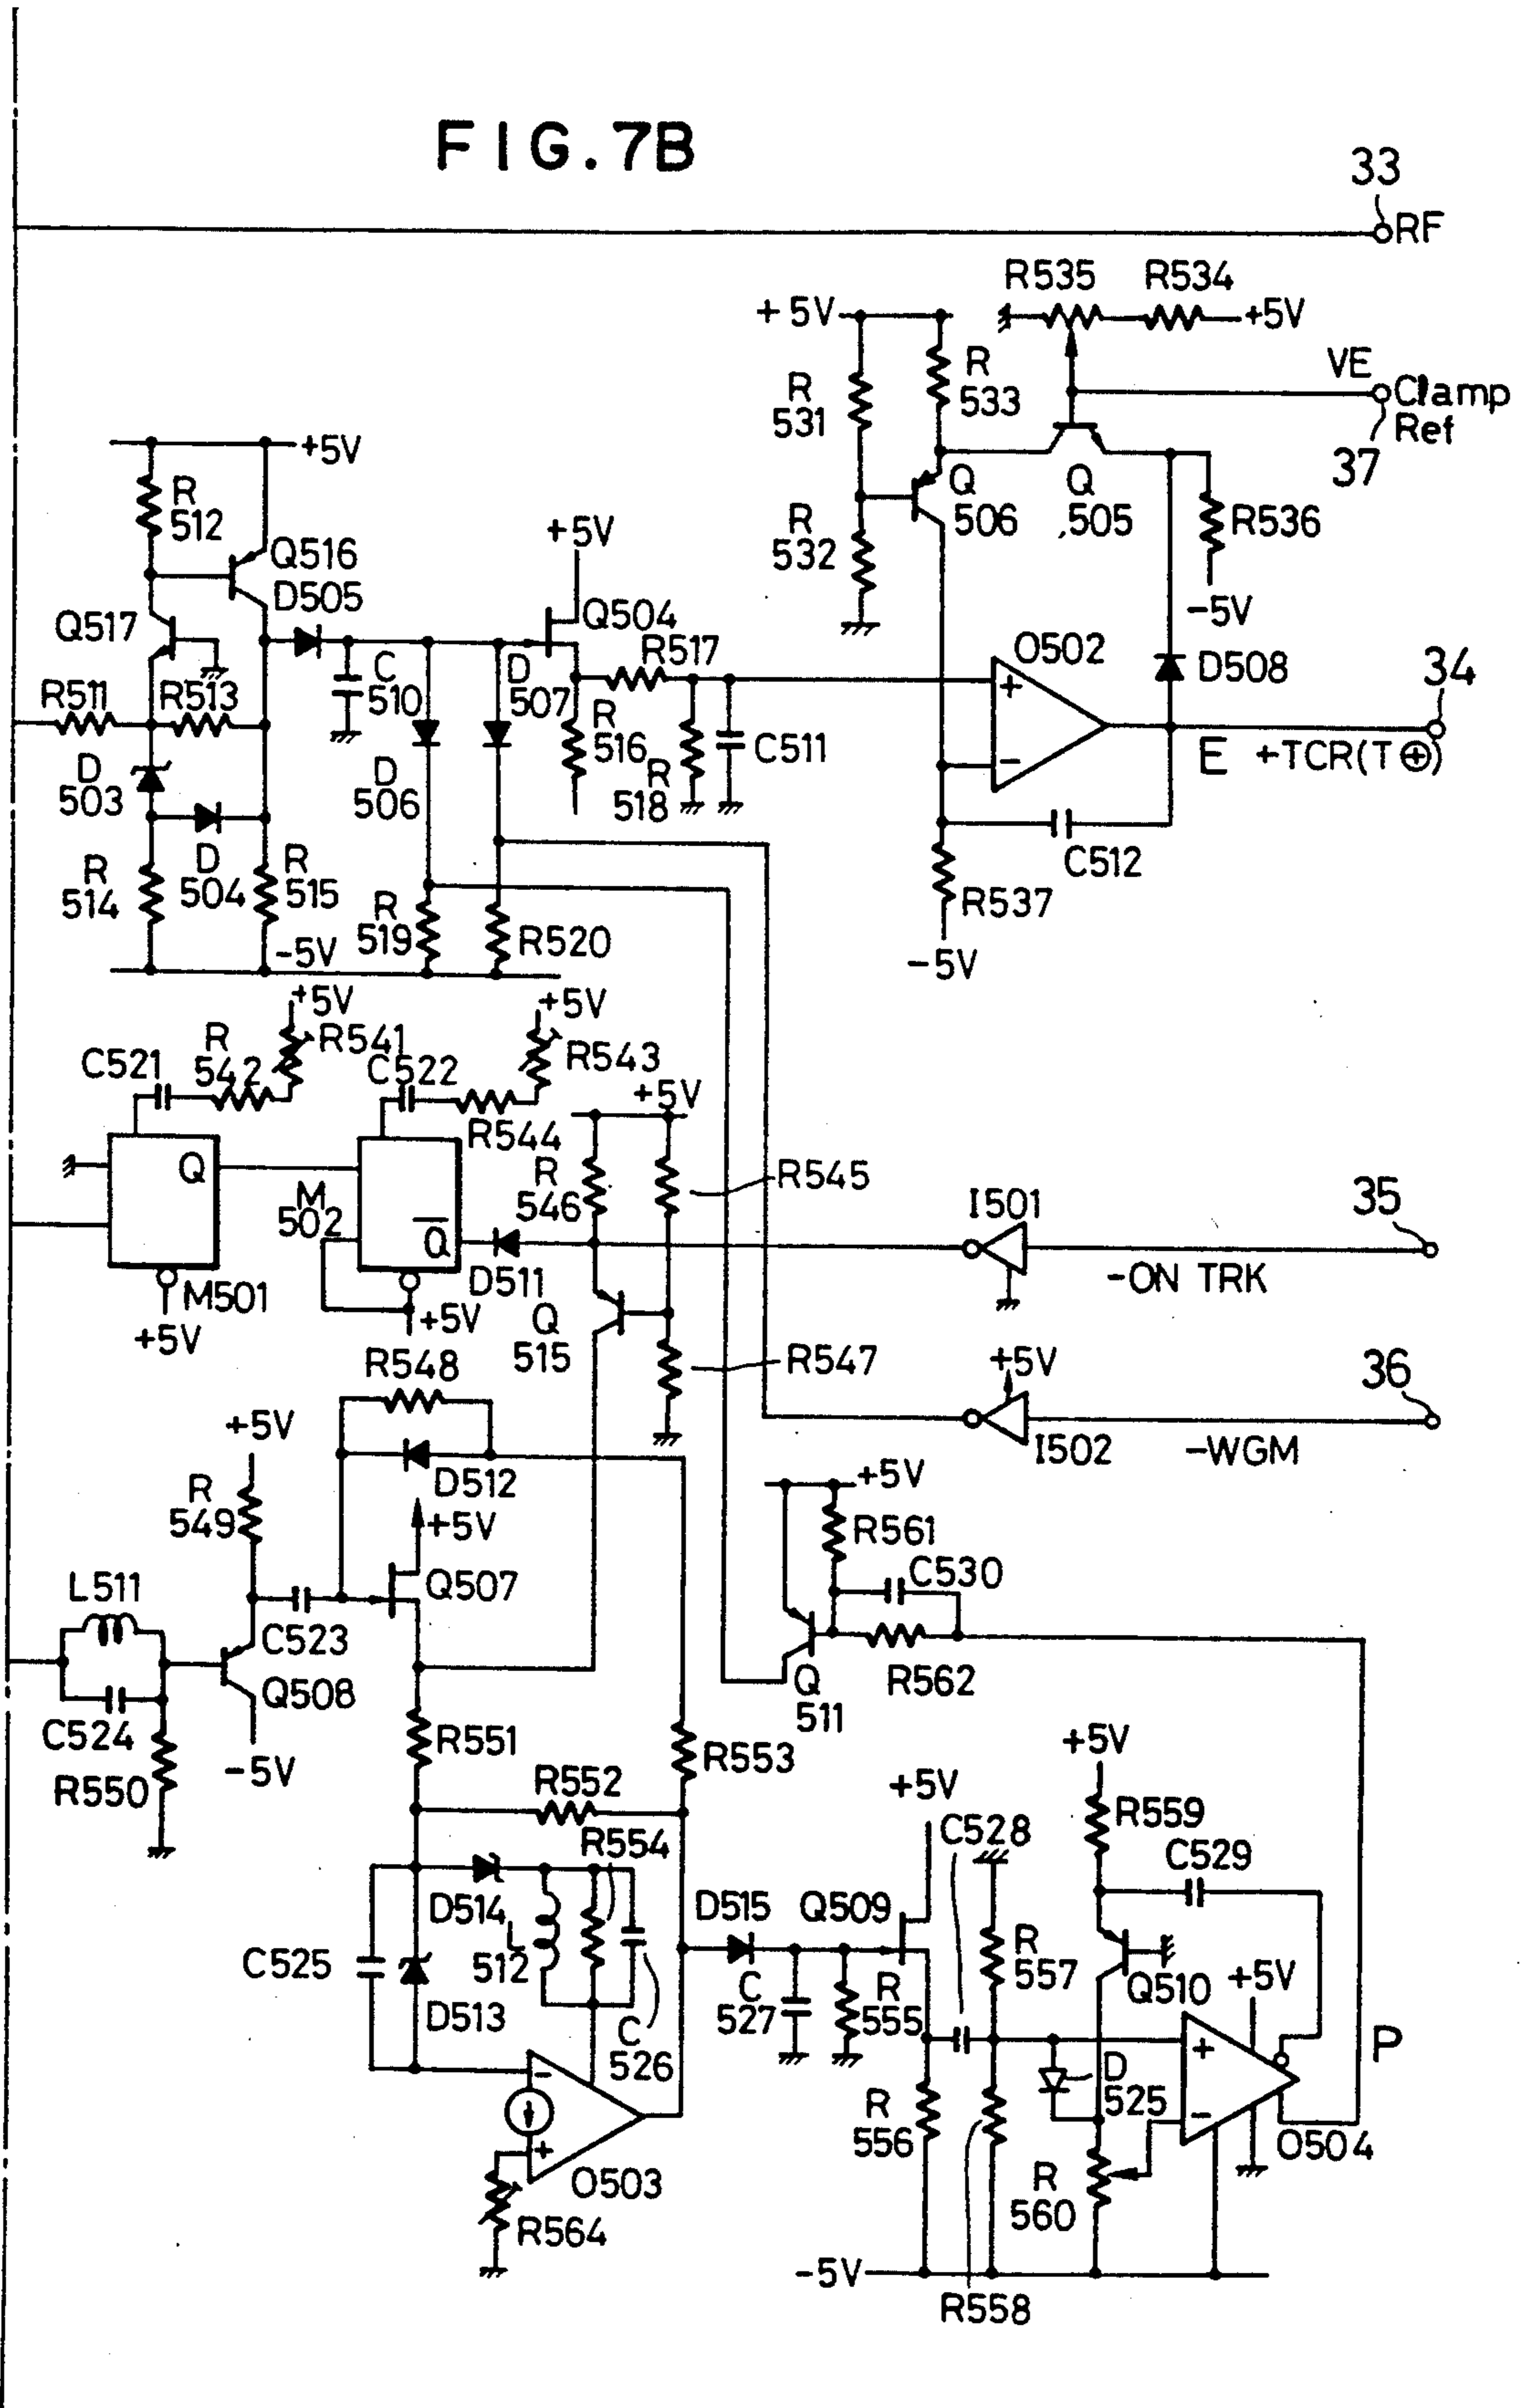 FIG.7B
33
RF
R535
R534
+5V
+5V
VE
Clamp
Ref
37
R
531
R
533
R
532
Q
506
Q
505
R536
-5V
+5V
R
512
Q516
D505
Q517
+5V
Q504
R517
O502
+
-
D508
34
E
+TCR(T⊕)
R511
R513
C
510
D
507
R
516
R
518
C511
D
503
D
506
C512
R
514
D
504
R
515
R
519
R520
R537
-5V
-5V
+5V
R541
+5V
R543
C521
R
542
C522
R544
+5V
Q
M
502
Q
R
546
R545
I501
35
-ON TRK
D511
M501
+5V
+5V
Q
515
R547
R548
+5V
36
I502
-WGM
+5V
R
549
D512
+5V
+5V
R561
C530
L511
C523
Q507
Q508
R562
Q
511
C524
R550
-5V
R551
R553
+5V
R559
R552
+5V
C528
C529
R554
D514
L
512
D515
Q509
R
557
Q510
+5V
C525
D513
C
526
C
527
R
555
P
+
-
D
525
O504
-
+
R
556
R
560
O503
R564
-5V
R558